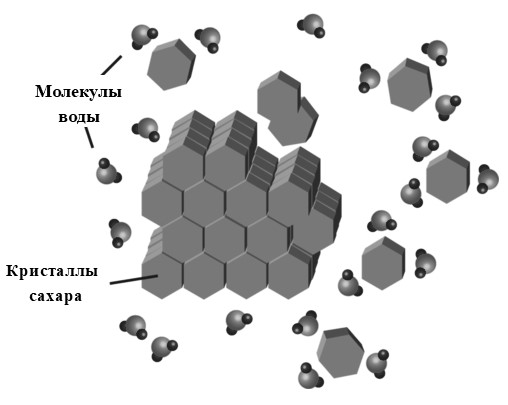 Молекулы
воды
Кристаллы
сахара